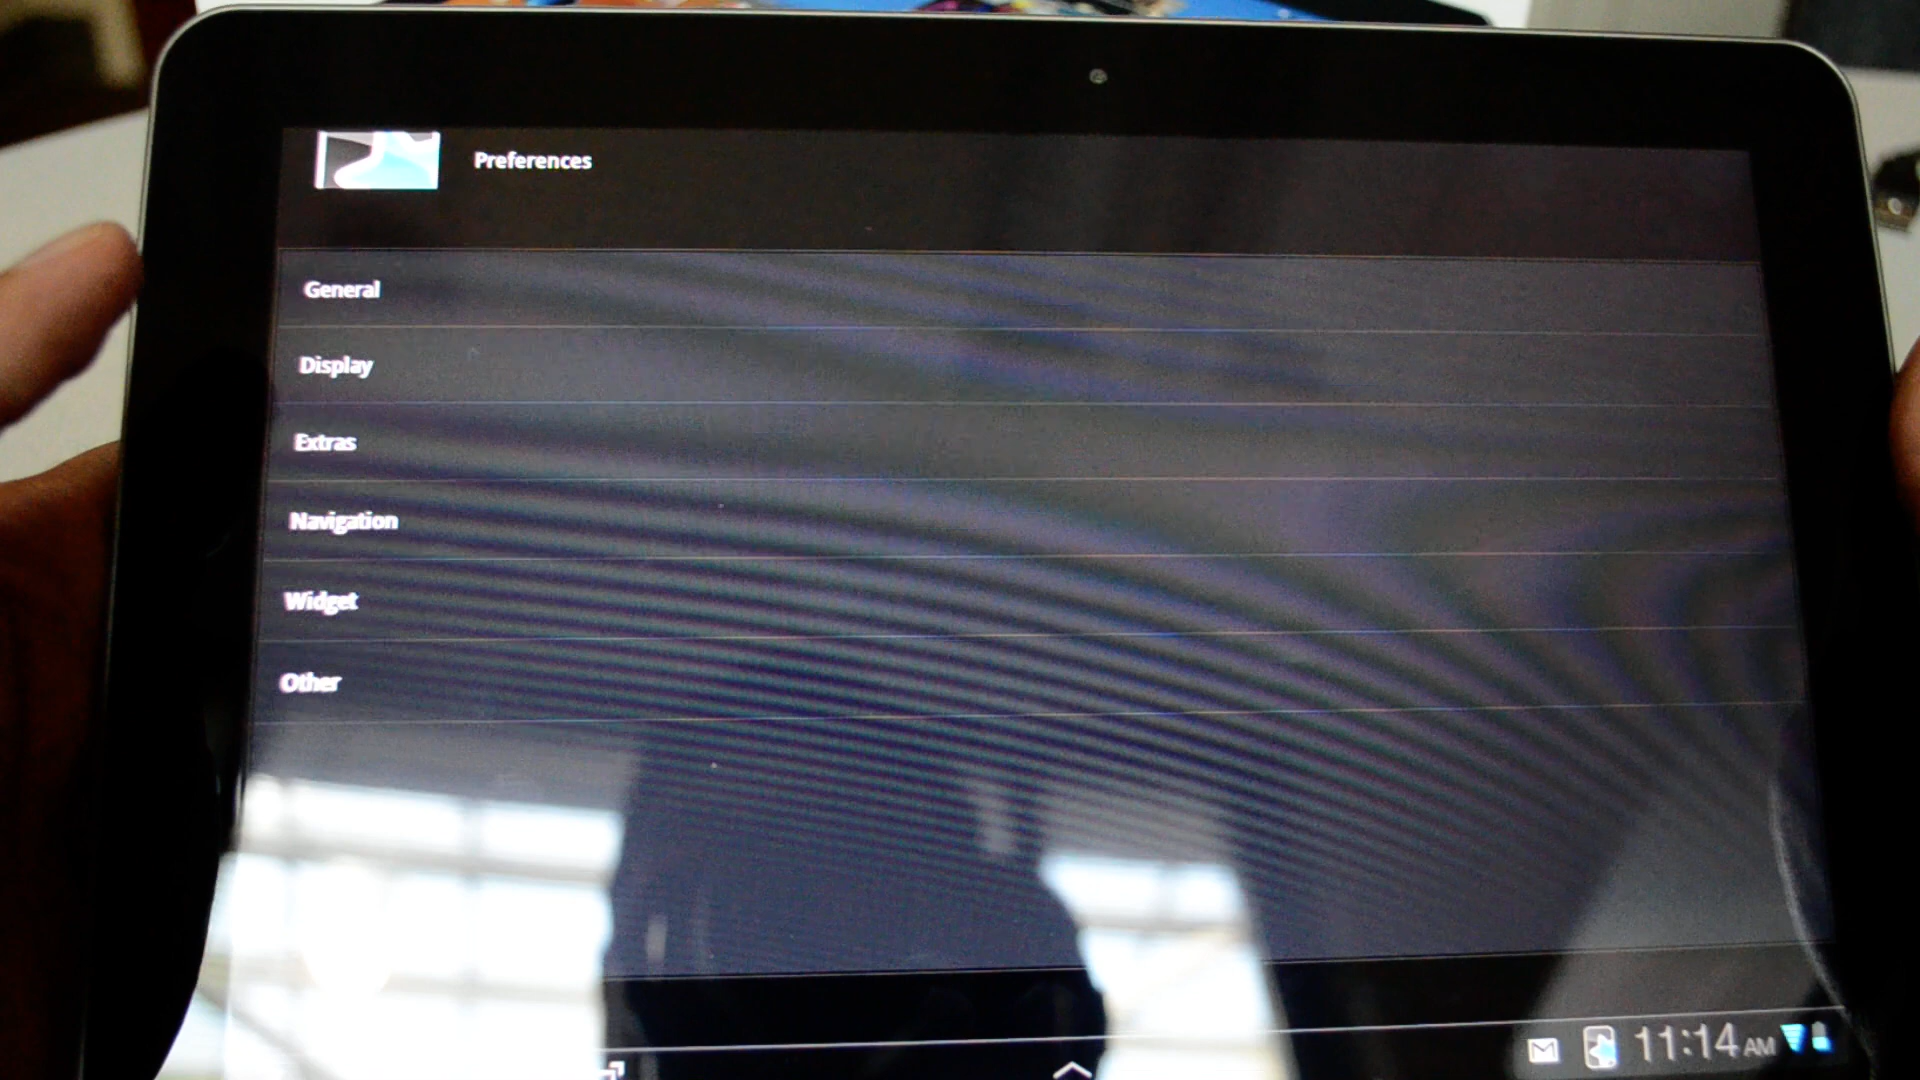 Preferences
General
Display
Extras
Navigation
Widget
Other
11:14 AM